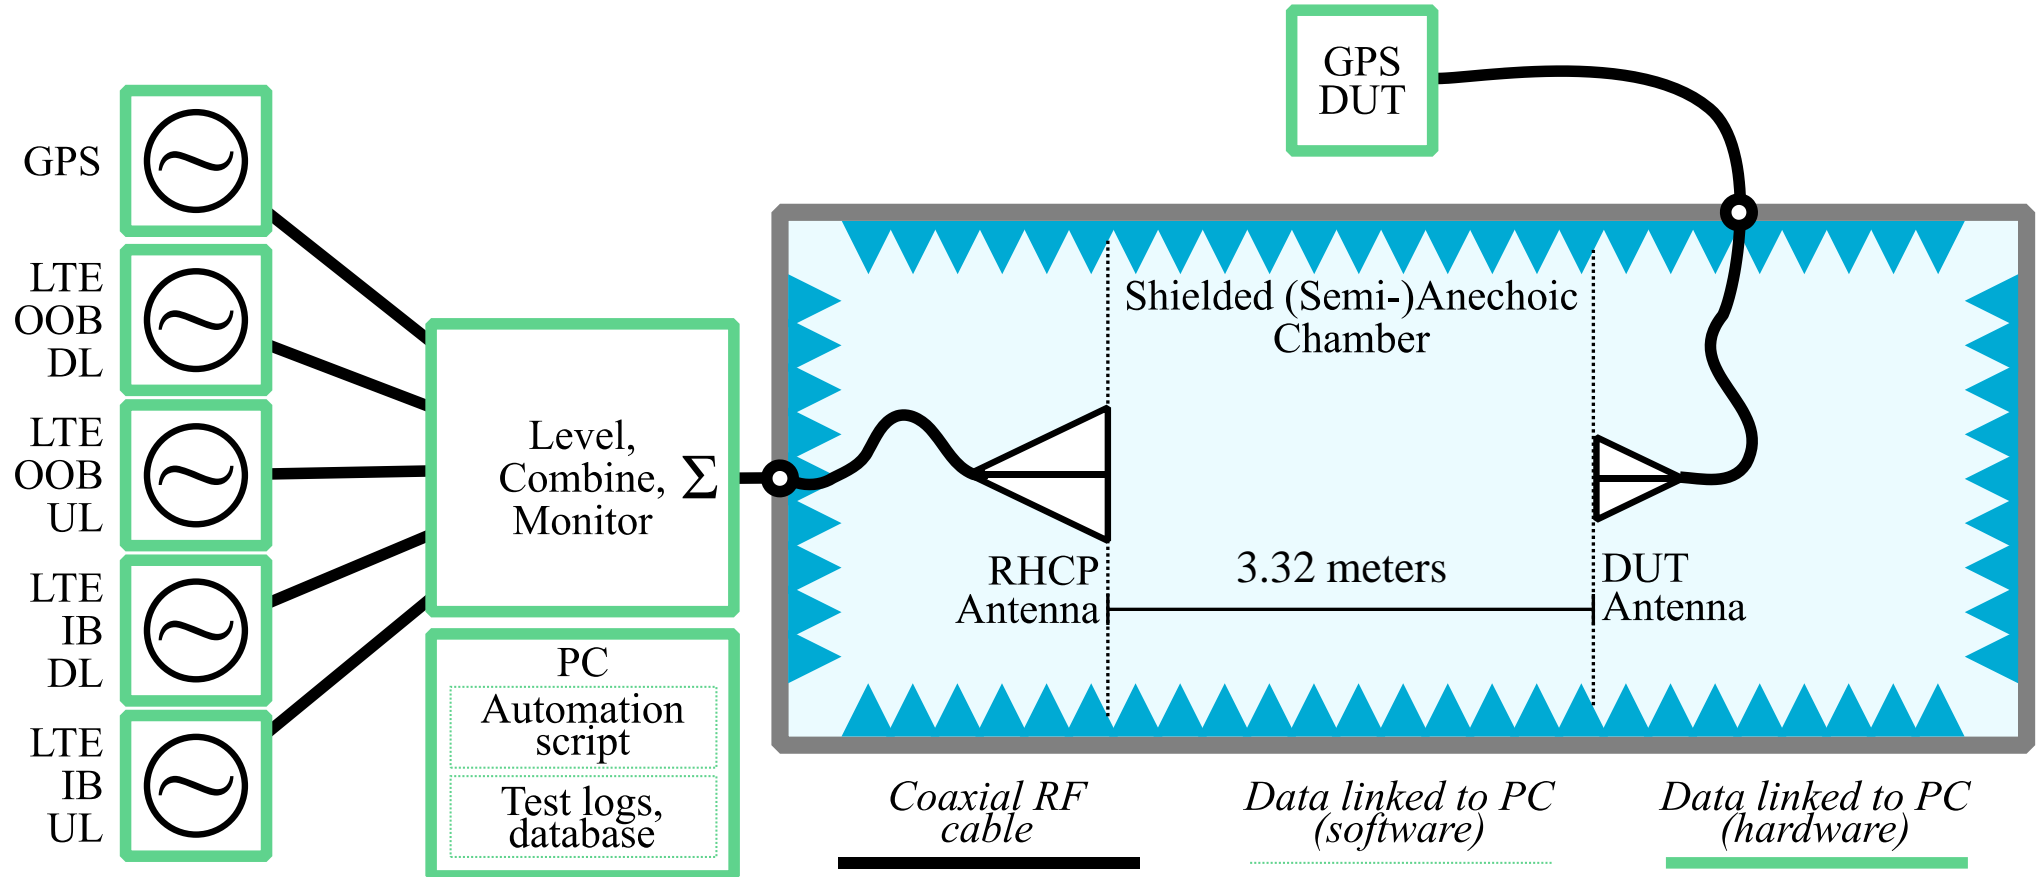 GPS
DUT
GPS
LTE
OOB
DL
LTE
OOB
UL
LTE
IB
DL
LTE
IB
UL
Level,
Combine,
Monitor
Σ
PC
Automation
script
Test logs,
database
Shielded (Semi-)Anechoic
Chamber
RHCP
Antenna
3.32 meters
DUT
Antenna
Coaxial RF
cable
Data linked to PC
(software)
Data linked to PC
(hardware)